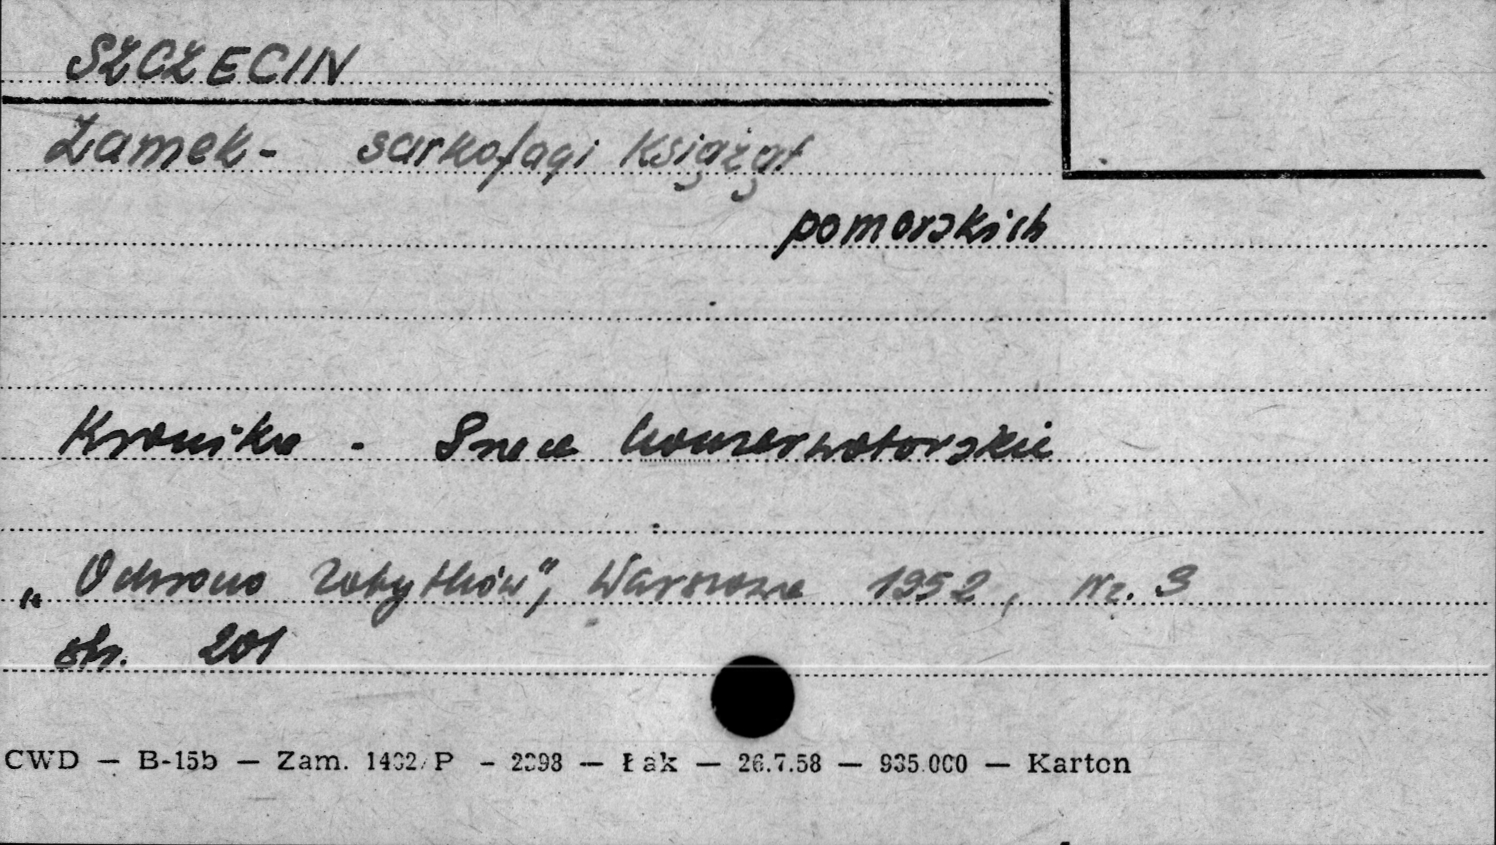 SZCZECIN
Zamek - sarkofagi Książąt
pomorskich
Kronika - Prace konserwatorskie
„Ochrona Zabytków", Warszawa 1952, Nr. 3
str. 201
CWD — B-15b — Zam. 1402/P - 2398 — Łak — 26.7.58 — 935.000 — Karton